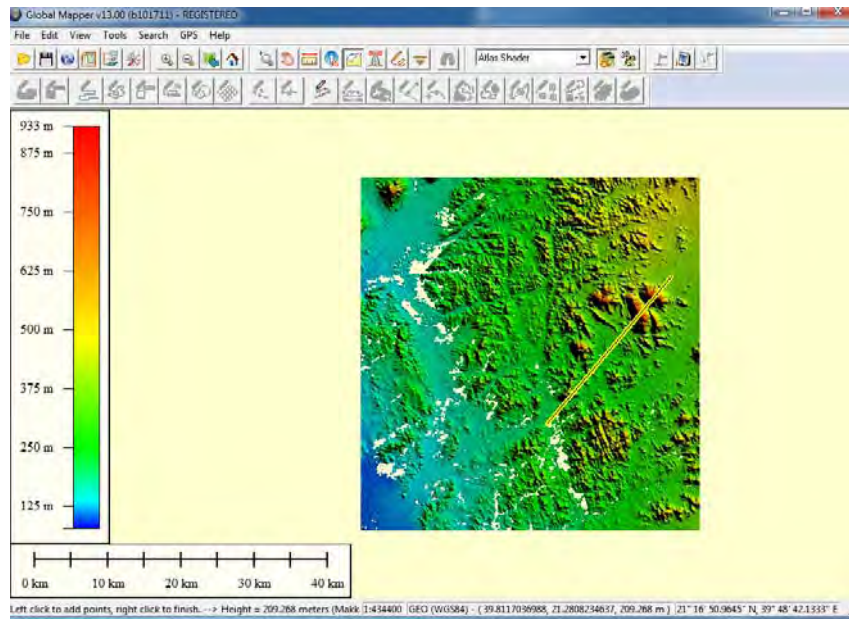 Global Mapper v13.00 (b101711) - REGISTERED
File Edit View Tools Search GPS Help
Atlas Shader
933 m
875 m
750 m
625 m
500 m
375 m
250 m
125 m
0 km 10 km 20 km 30 km 40 km
Left click to add points, right click to finish. --> Height = 209.268 meters (Makk 1:434400 GEO (WGS84) - ( 39.8117036988, 21.2808234637, 209.268 m ) 21° 16' 50.9645" N, 39° 48' 42.1333" E